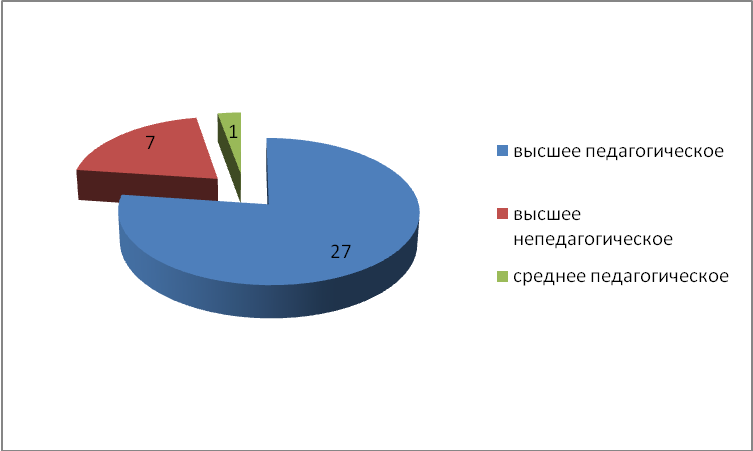 1
7
27
высшее педагогическое
высшее
непедагогическое
среднее педагогическое